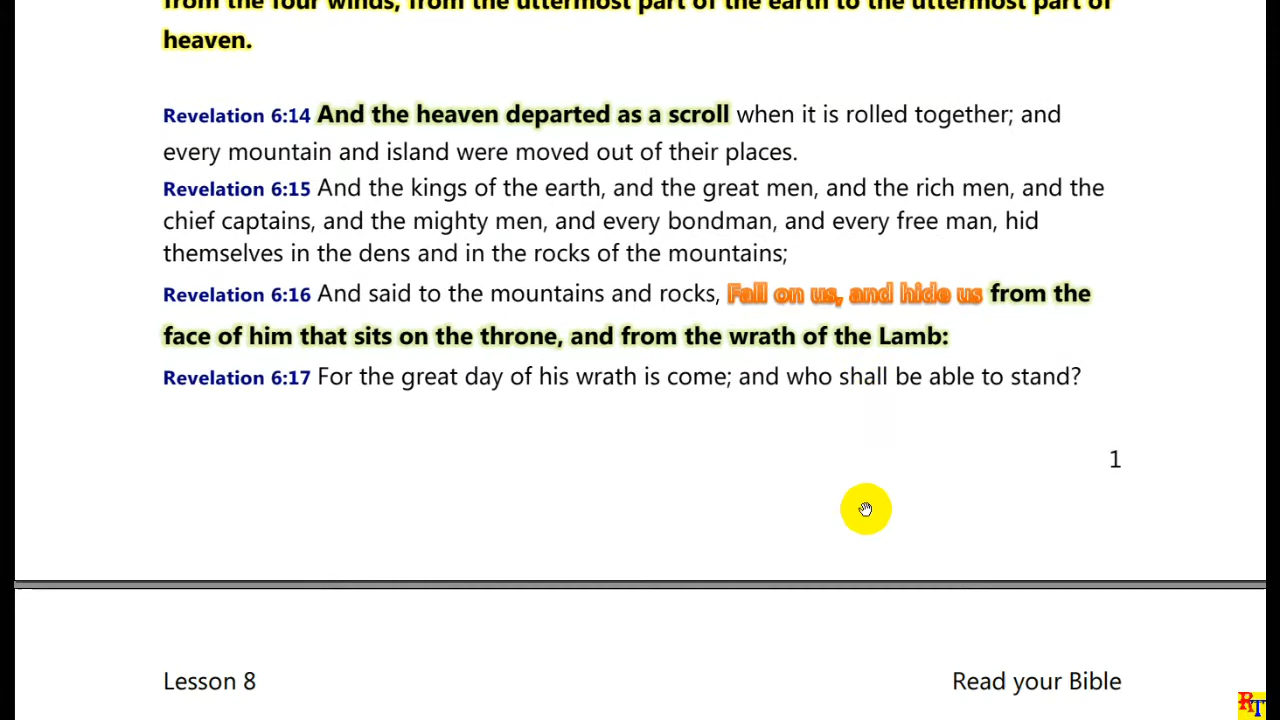 from the four winds, from the uttermost part of the earth to the uttermost part of
heaven.
Revelation 6:14 And the heaven departed as a scroll when it is rolled together; and
every mountain and island were moved out of their places.
Revelation 6:15 And the kings of the earth, and the great men, and the rich men, and the
chief captains, and the mighty men, and every bondman, and every free man, hid
themselves in the dens and in the rocks of the mountains;
Revelation 6:16 And said to the mountains and rocks, Fall on us, and hide us from the
face of him that sits on the throne, and from the wrath of the Lamb:
Revelation 6:17 For the great day of his wrath is come; and who shall be able to stand?
1
Lesson 8
Read your Bible
RT